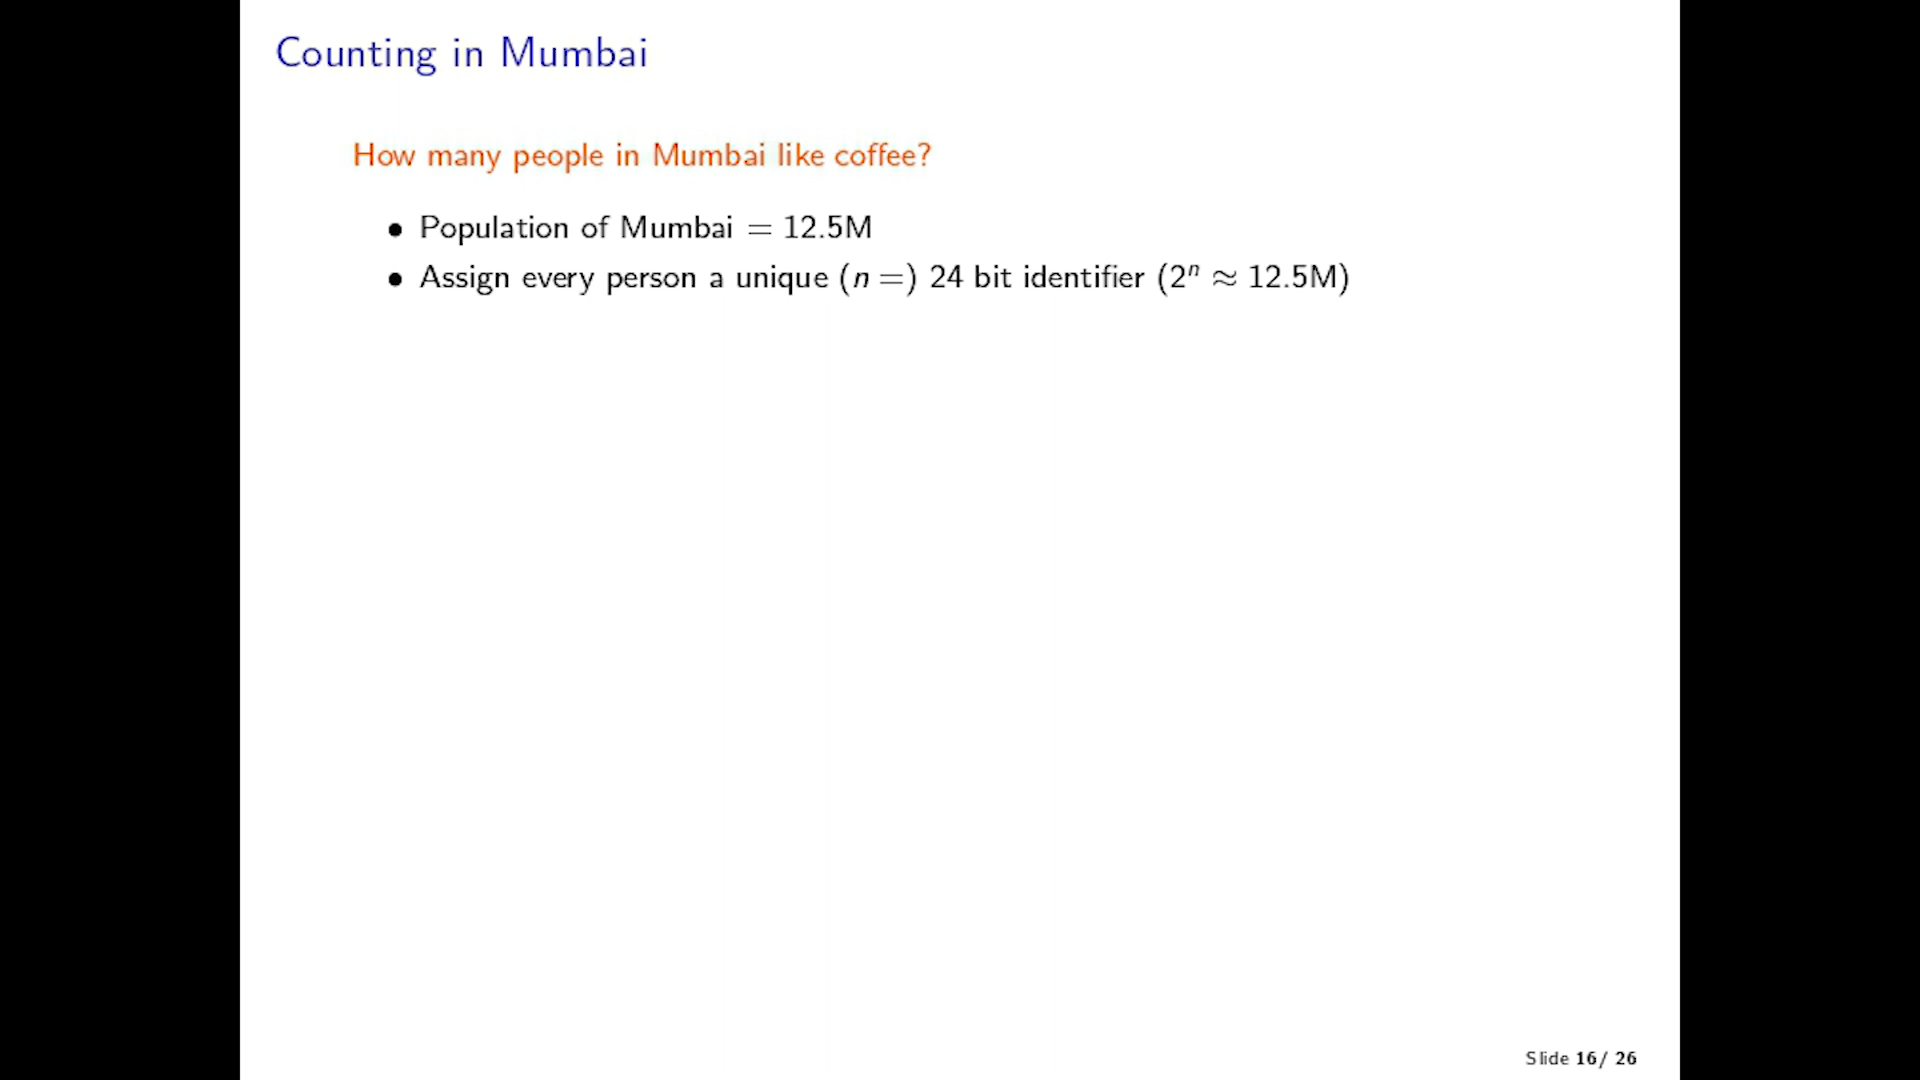 Counting in Mumbai
How many people in Mumbai like coffee?
• Population of Mumbai = 12.5M
• Assign every person a unique (n =) 24 bit identifier (2ⁿ ≈ 12.5M)
Slide 16/ 26